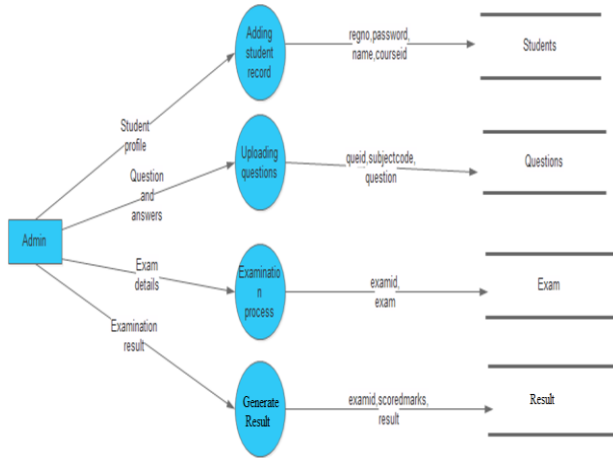 Adding
student
record
regno,password,
name,courseid
Students
Student
profile
Uploading
questions
queid,subjectcode,
question
Questions
Question
and
answers
Admin
Exam
details
Examinatio
n
process
examid,
exam
Exam
Examination
result
Generate
Result
examid,scoredmarks,
result
Result